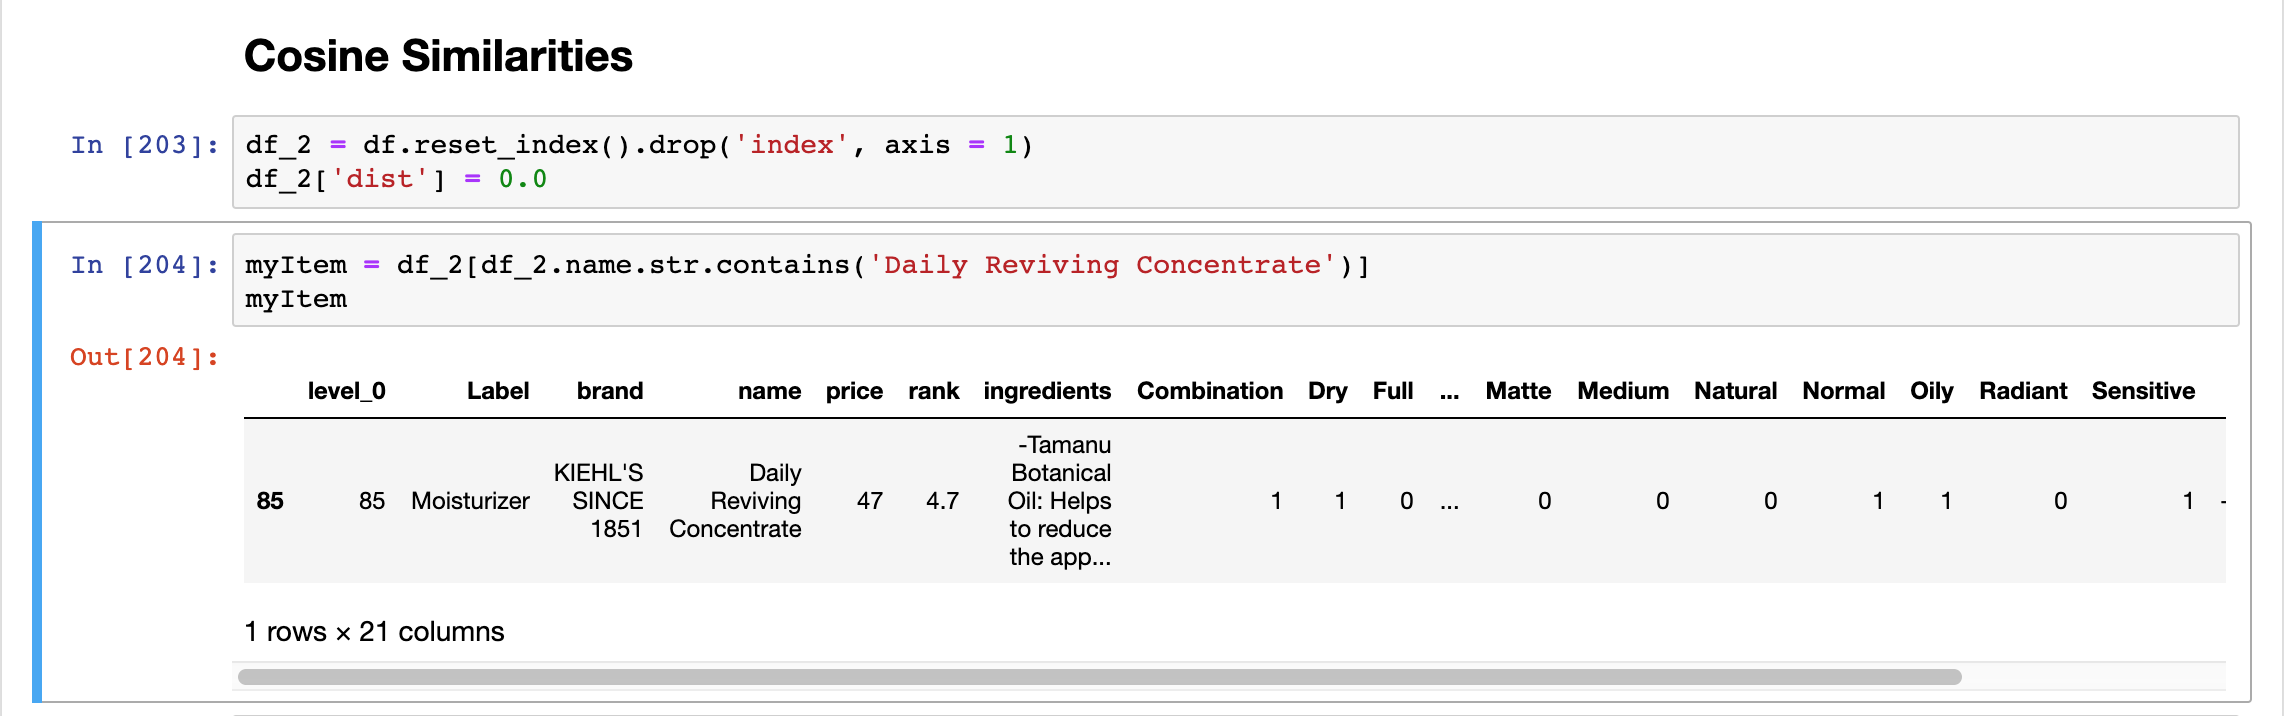 Cosine Similarities
In [203]: df_2 = df.reset_index().drop('index', axis = 1)
df_2['dist'] = 0.0
In [204]: myItem = df_2[df_2.name.str.contains('Daily Reviving Concentrate')]
myItem
Out[204]:
level_0 Label brand name price rank ingredients Combination Dry Full ... Matte Medium Natural Normal Oily Radiant Sensitive
-Tamanu
KIEHL'S Daily Botanical
85 85 Moisturizer SINCE Reviving 47 4.7 Oil: Helps 1 1 0 ... 0 0 0 1 1 0 1 -
1851 Concentrate to reduce
the app...
1 rows × 21 columns